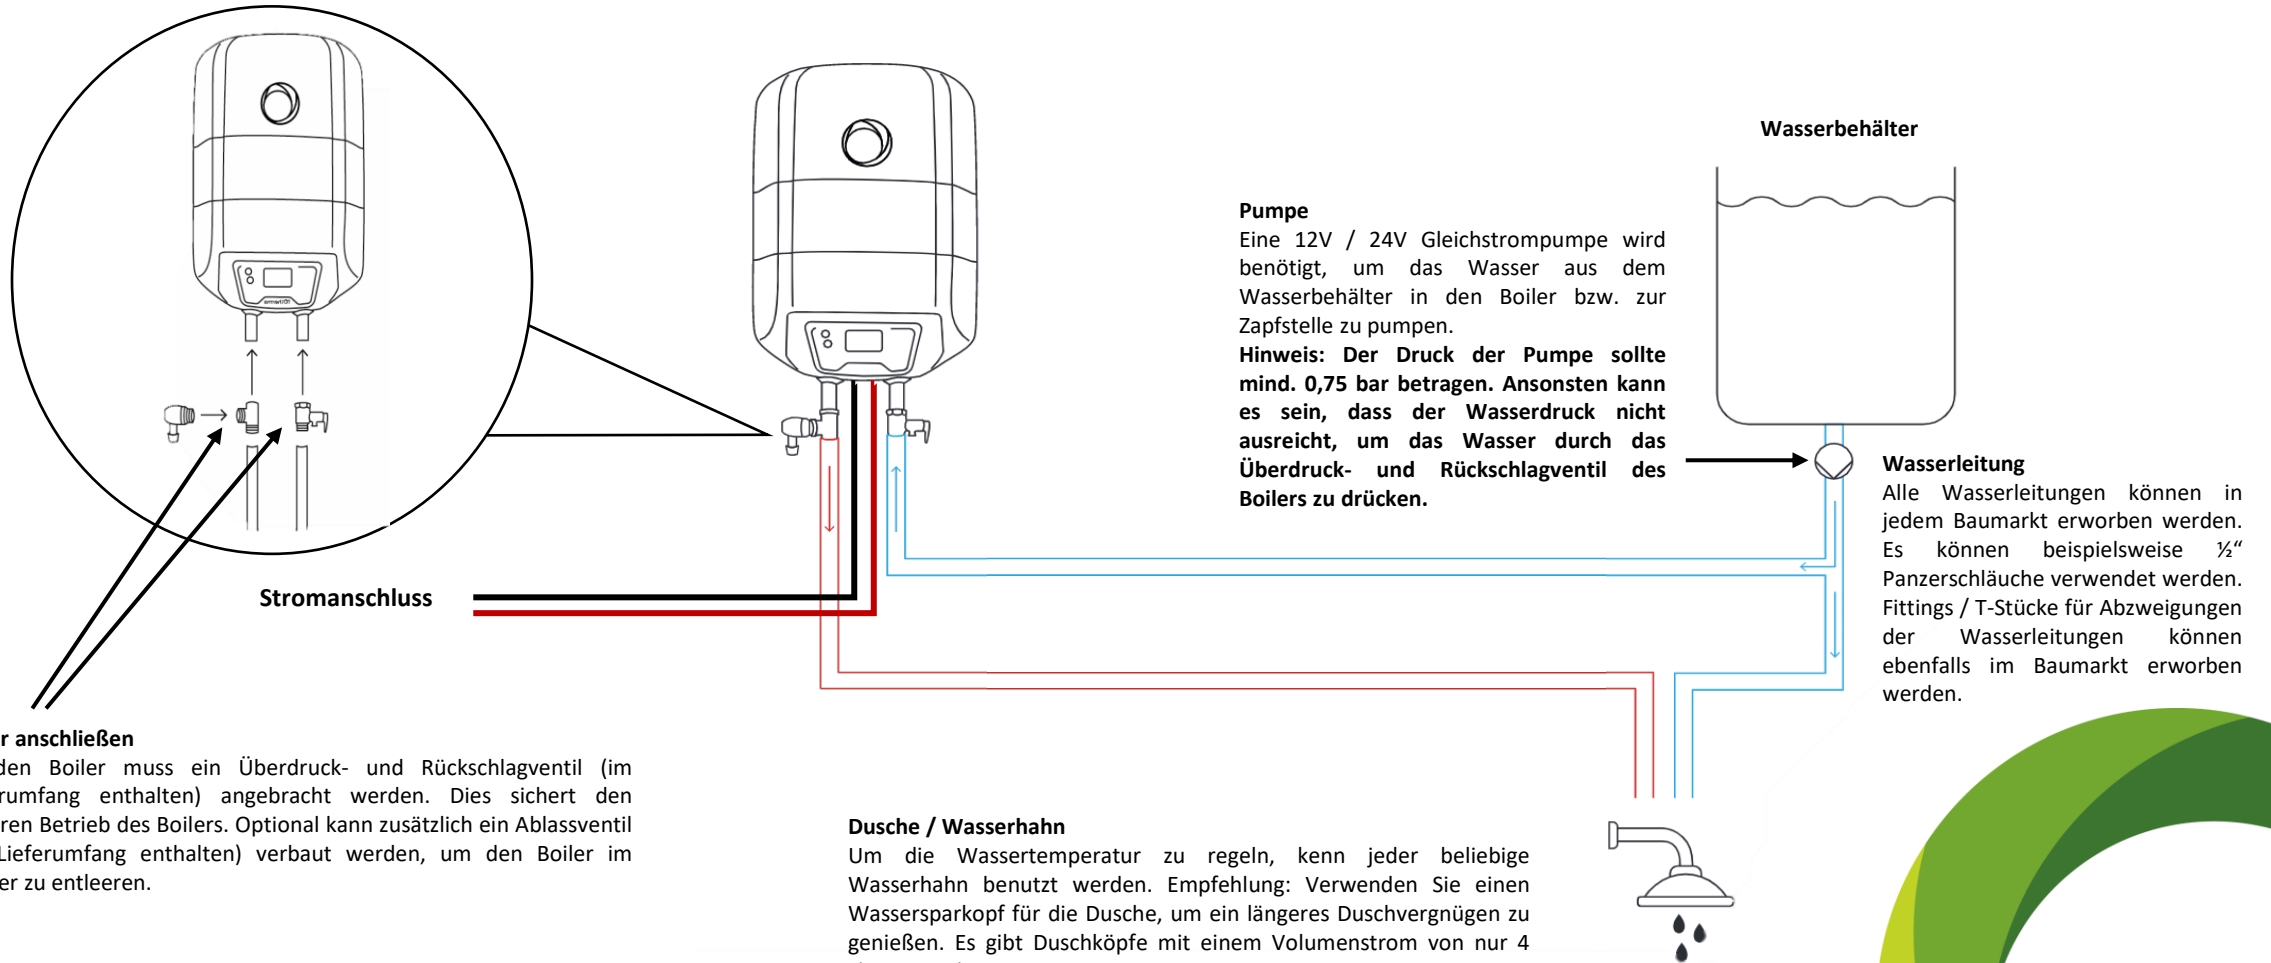 Wasserbehälter
Pumpe
Eine 12V / 24V Gleichstrompumpe wird
benötigt, um das Wasser aus dem
Wasserbehälter in den Boiler bzw. zur
Zapfstelle zu pumpen.
Hinweis: Der Druck der Pumpe sollte
mind. 0,75 bar betragen. Ansonsten kann
es sein, dass der Wasserdruck nicht
ausreicht, um das Wasser durch das
Überdruck- und Rückschlagventil des
Boilers zu drücken.
Wasserleitung
Alle Wasserleitungen können in
jedem Baumarkt erworben werden.
Es können beispielsweise ½“
Panzerschläuche verwendet werden.
Fittings / T-Stücke für Abzweigungen
der Wasserleitungen können
ebenfalls im Baumarkt erworben
werden.
Stromanschluss
r anschließen
den Boiler muss ein Überdruck- und Rückschlagventil (im
rumfang enthalten) angebracht werden. Dies sichert den
ren Betrieb des Boilers. Optional kann zusätzlich ein Ablassventil
Lieferumfang enthalten) verbaut werden, um den Boiler im
er zu entleeren.
Dusche / Wasserhahn
Um die Wassertemperatur zu regeln, kenn jeder beliebige
Wasserhahn benutzt werden. Empfehlung: Verwenden Sie einen
Wassersparkopf für die Dusche, um ein längeres Duschvergnügen zu
genießen. Es gibt Duschköpfe mit einem Volumenstrom von nur 4